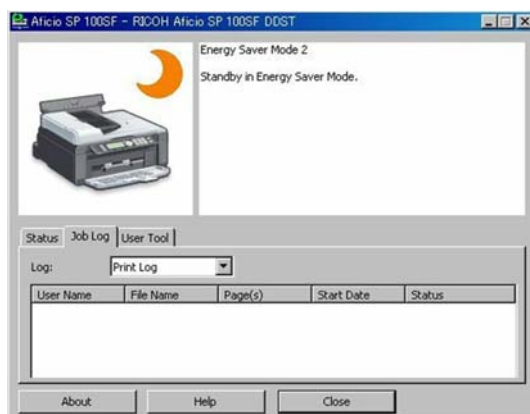 Aficio SP 100SF - RICOH Aficio SP 100SF DDST
Energy Saver Mode 2
Standby in Energy Saver Mode.
Status Job Log User Tool
Log: Print Log
User Name File Name Page(s) Start Date Status
About Help Close